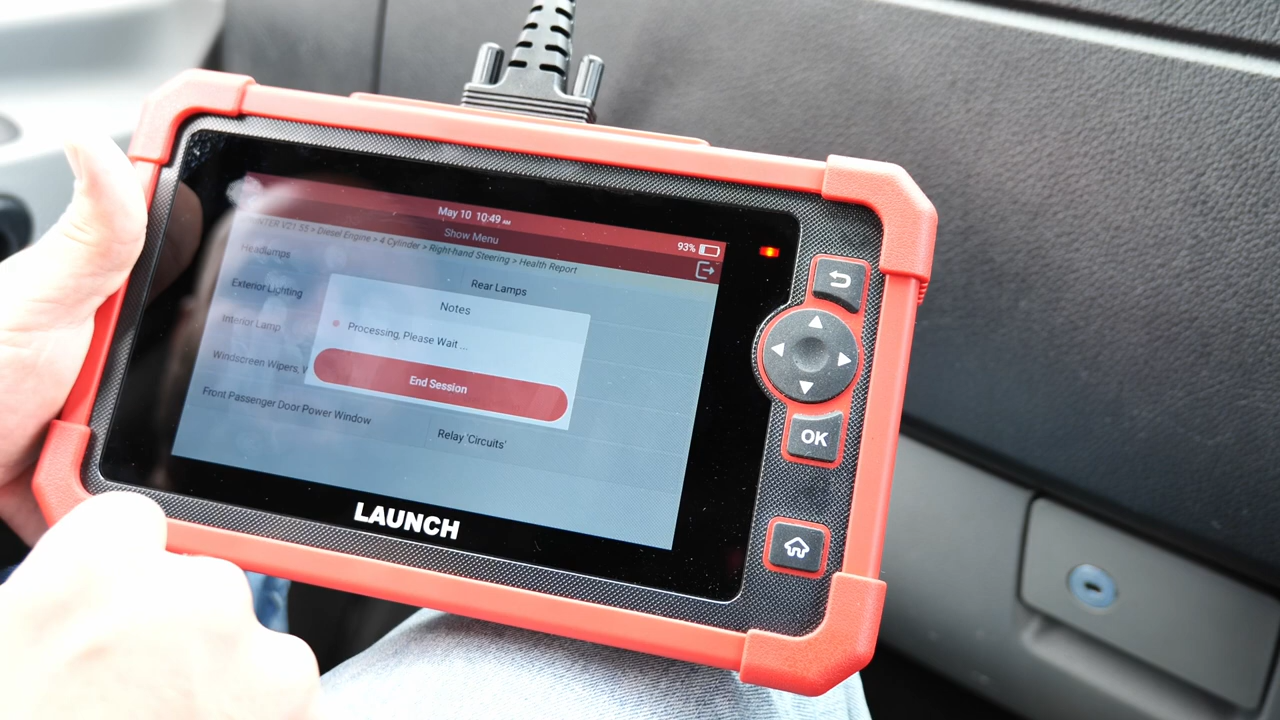 May 10 10:49 AM
93%
Show Menu
V21.55 > Diesel Engine > 4 Cylinder > Right-hand Steering > Health Report
Headlumps
Rear Lamps
Exterior Lighting
Notes
Interior Lamp
Processing, Please Wait ...
Windscreen Wipers,
End Session
Front Passenger Door Power Window
Relay 'Circuits'
OK
LAUNCH